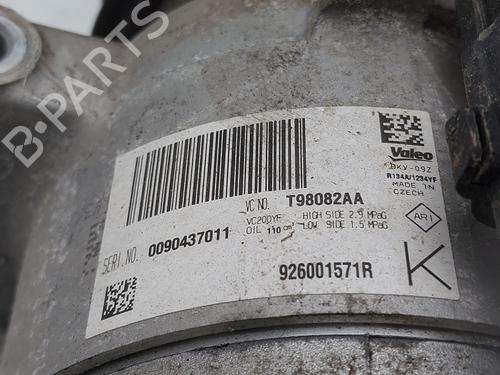 Valeo
BKV-09Z
R134A/1234YF
MADE IN
CZECH
VC NO. T98082AA
VC20DYF HIGH SIDE 2.9 MPaG
OIL 110 cm³ LOW SIDE 1.5 MPaG
AR1
SERI.NO. 0090437011
926001571R
K
B-PARTS